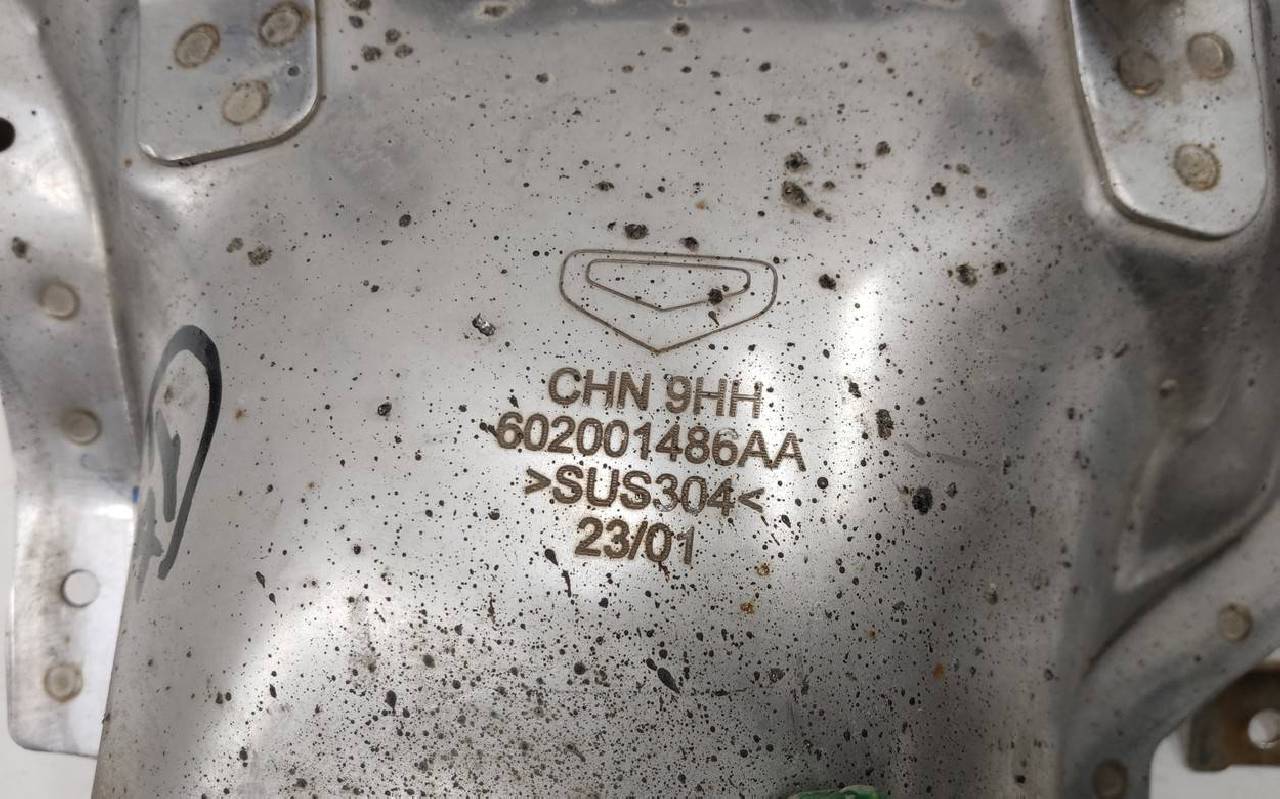 CHN 9HH
602001486AA
>SUS304<
23/01